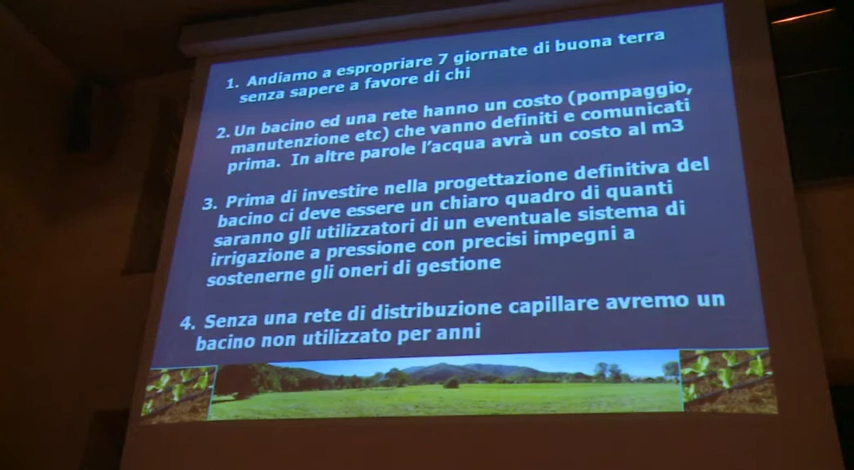 1. Andiamo a espropriare 7 giornate di buona terra
senza sapere a favore di chi
2. Un bacino ed una rete hanno un costo (pompaggio,
manutenzione etc) che vanno definiti e comunicati
prima. In altre parole l'acqua avrà un costo al m3
3. Prima di investire nella progettazione definitiva del
bacino ci deve essere un chiaro quadro di quanti
saranno gli utilizzatori di un eventuale sistema di
irrigazione a pressione con precisi impegni a
sostenerne gli oneri di gestione
4. Senza una rete di distribuzione capillare avremo un
bacino non utilizzato per anni